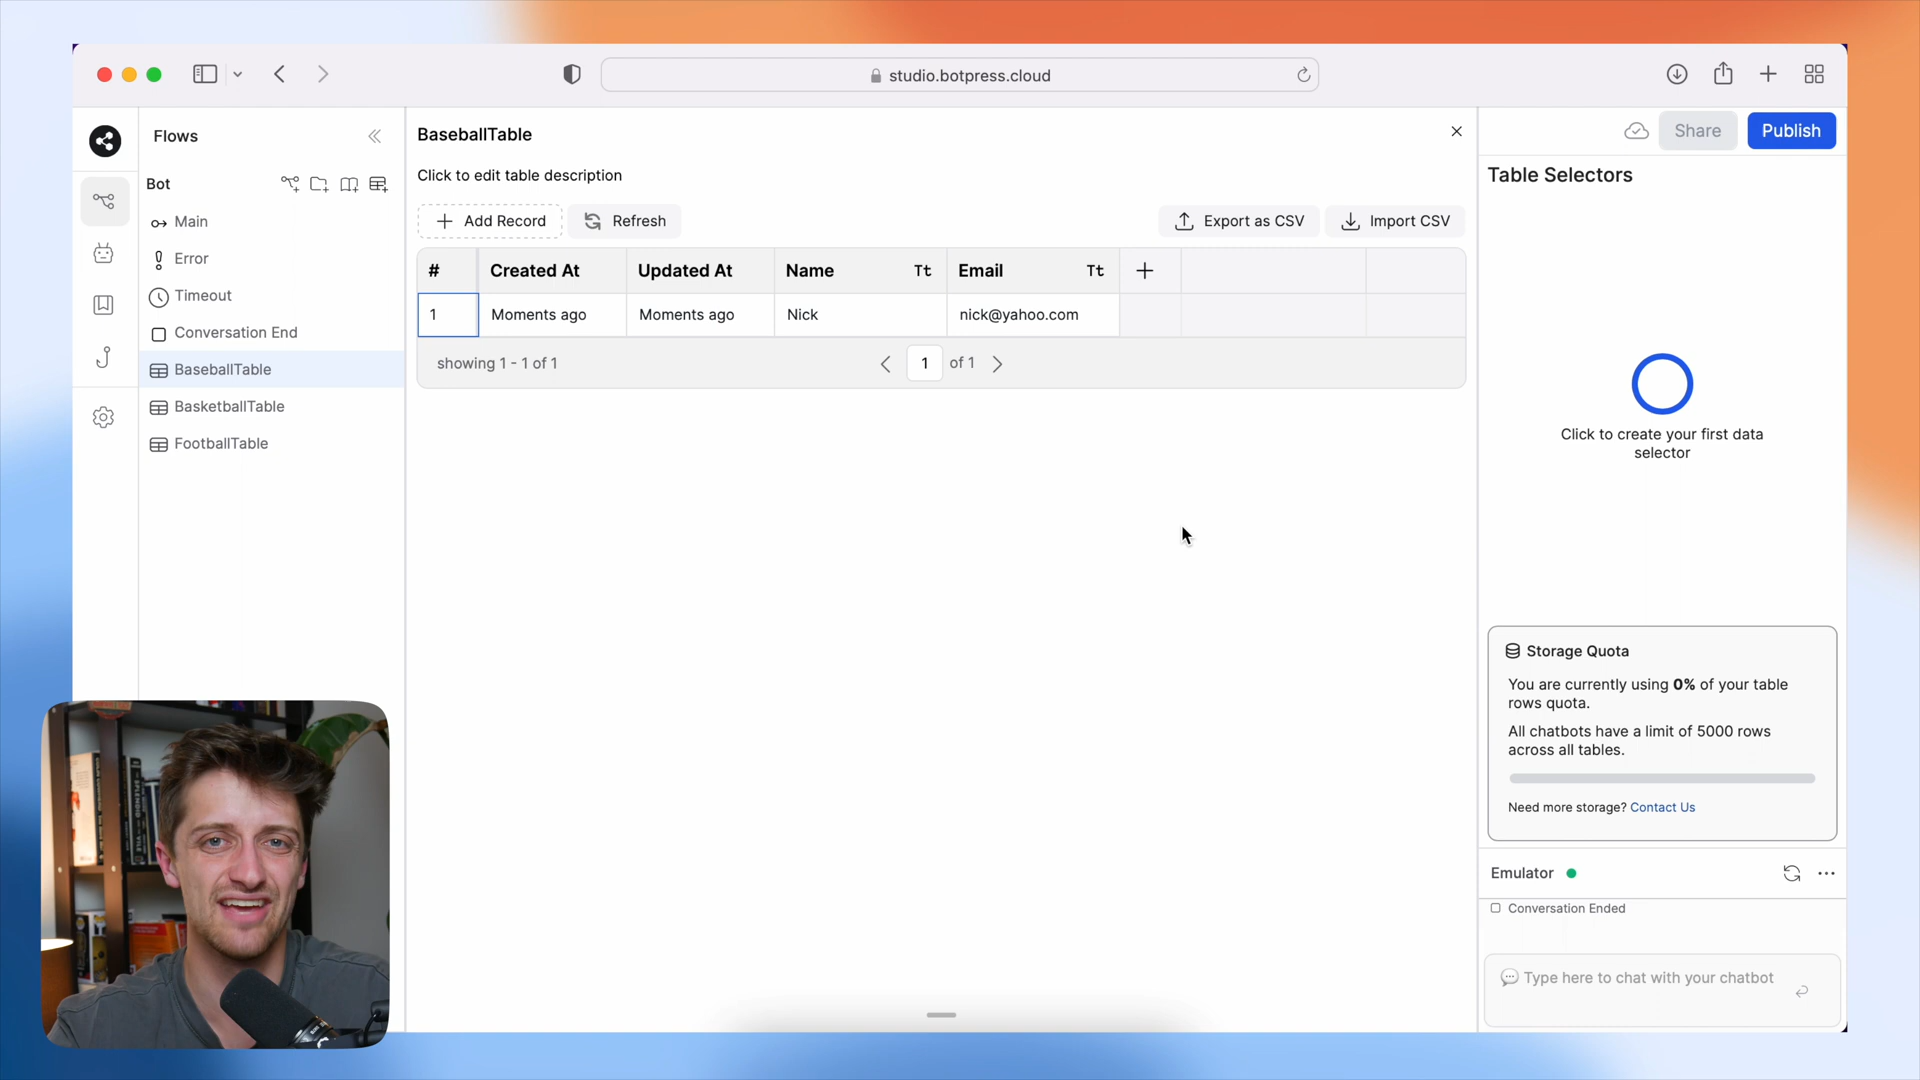 studio.botpress.cloud
Flows
Bot
Main
Error
Timeout
Conversation End
BaseballTable
BasketballTable
FootballTable
BaseballTable
Click to edit table description
Add Record
Refresh
Export as CSV
Import CSV
# Created At Updated At Name Tt Email Tt
1 Moments ago Moments ago Nick nick@yahoo.com
showing 1 - 1 of 1
1 of 1
Share
Publish
Table Selectors
Click to create your first data
selector
Storage Quota
You are currently using 0% of your table
rows quota.
All chatbots have a limit of 5000 rows
across all tables.
Need more storage? Contact Us
Emulator
Conversation Ended
Type here to chat with your chatbot